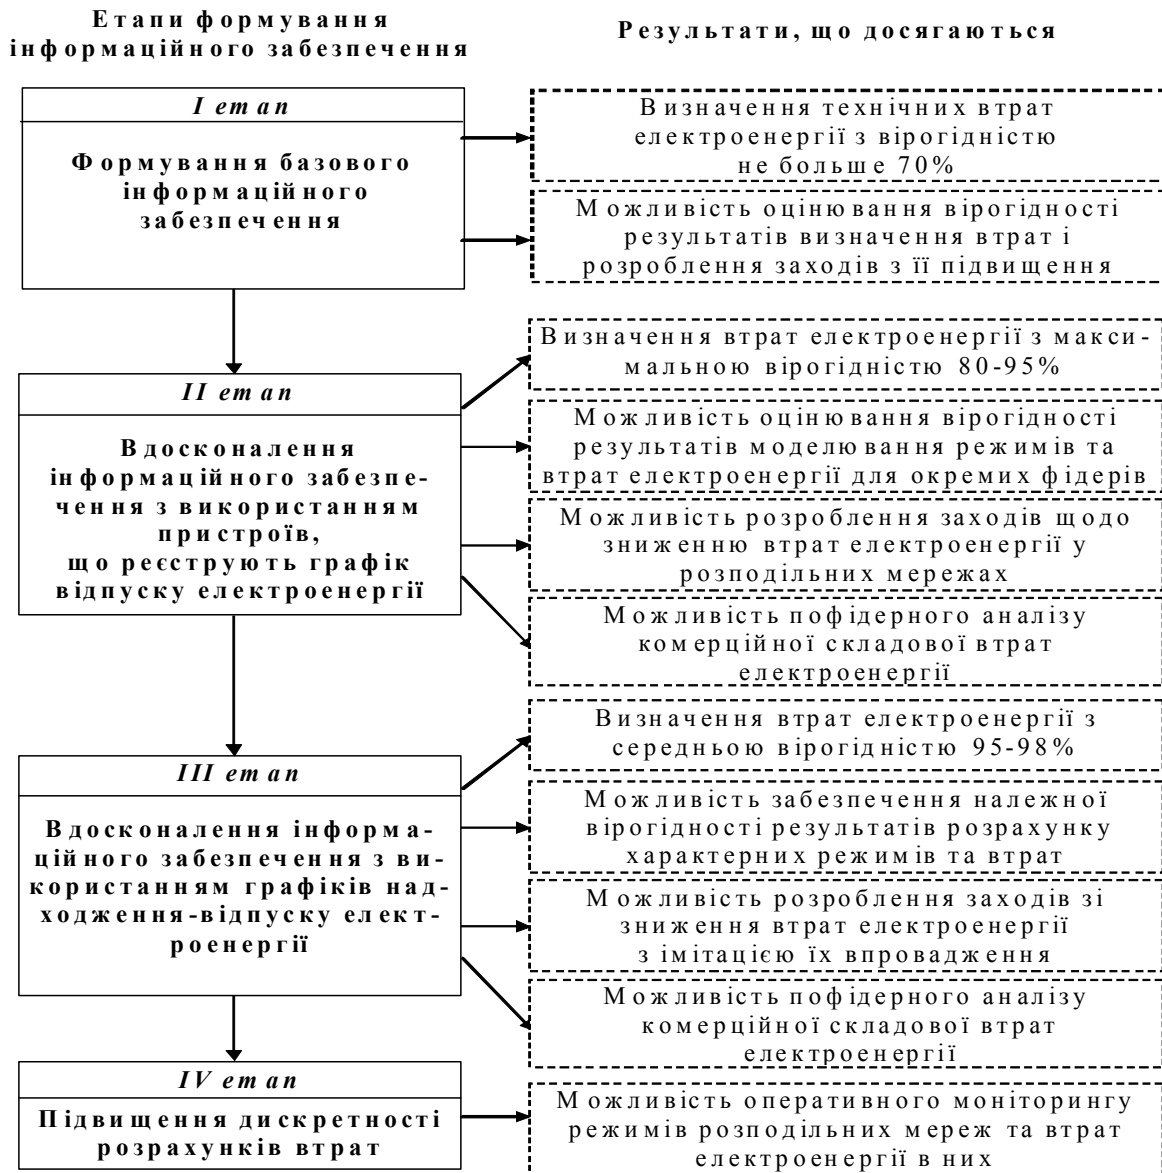 Етапи формування
інформаційного забезпечення
Результати, що досягаються
I етап
Формування базового
інформаційного
забезпечення
Визначення технічних втрат
електроенергії з вірогідністю
не больше 70%
Можливість оцінювання вірогідності
результатів визначення втрат і
розроблення заходів з її підвищення
II етап
Вдосконалення
інформаційного забезпе-
чення з використанням
пристроїв,
що реєструють графік
відпуску електроенергії
Визначення втрат електроенергії з макси-
мальною вірогідністю 80-95%
Можливість оцінювання вірогідності
результатів моделювання режимів та
втрат електроенергії для окремих фідерів
Можливість розроблення заходів щодо
зниженню втрат електроенергії у
розподільних мережах
Можливість пофідерного аналізу
комерційної складової втрат
електроенергії
III етап
Вдосконалення інформа-
ційного забезпечення з ви-
користанням графіків над-
ходження-відпуску елект-
роенергії
Визначення втрат електроенергії з
середньою вірогідністю 95-98%
Можливість забезпечення належної
вірогідності результатів розрахунку
характерних режимів та втрат
Можливість розроблення заходів зі
зниження втрат електроенергії
з імітацією їх впровадження
Можливість пофідерного аналізу
комерційної складової втрат
електроенергії
IV етап
Підвищення дискретності
розрахунків втрат
Можливість оперативного моніторингу
режимів розподільних мереж та втрат
електроенергії в них